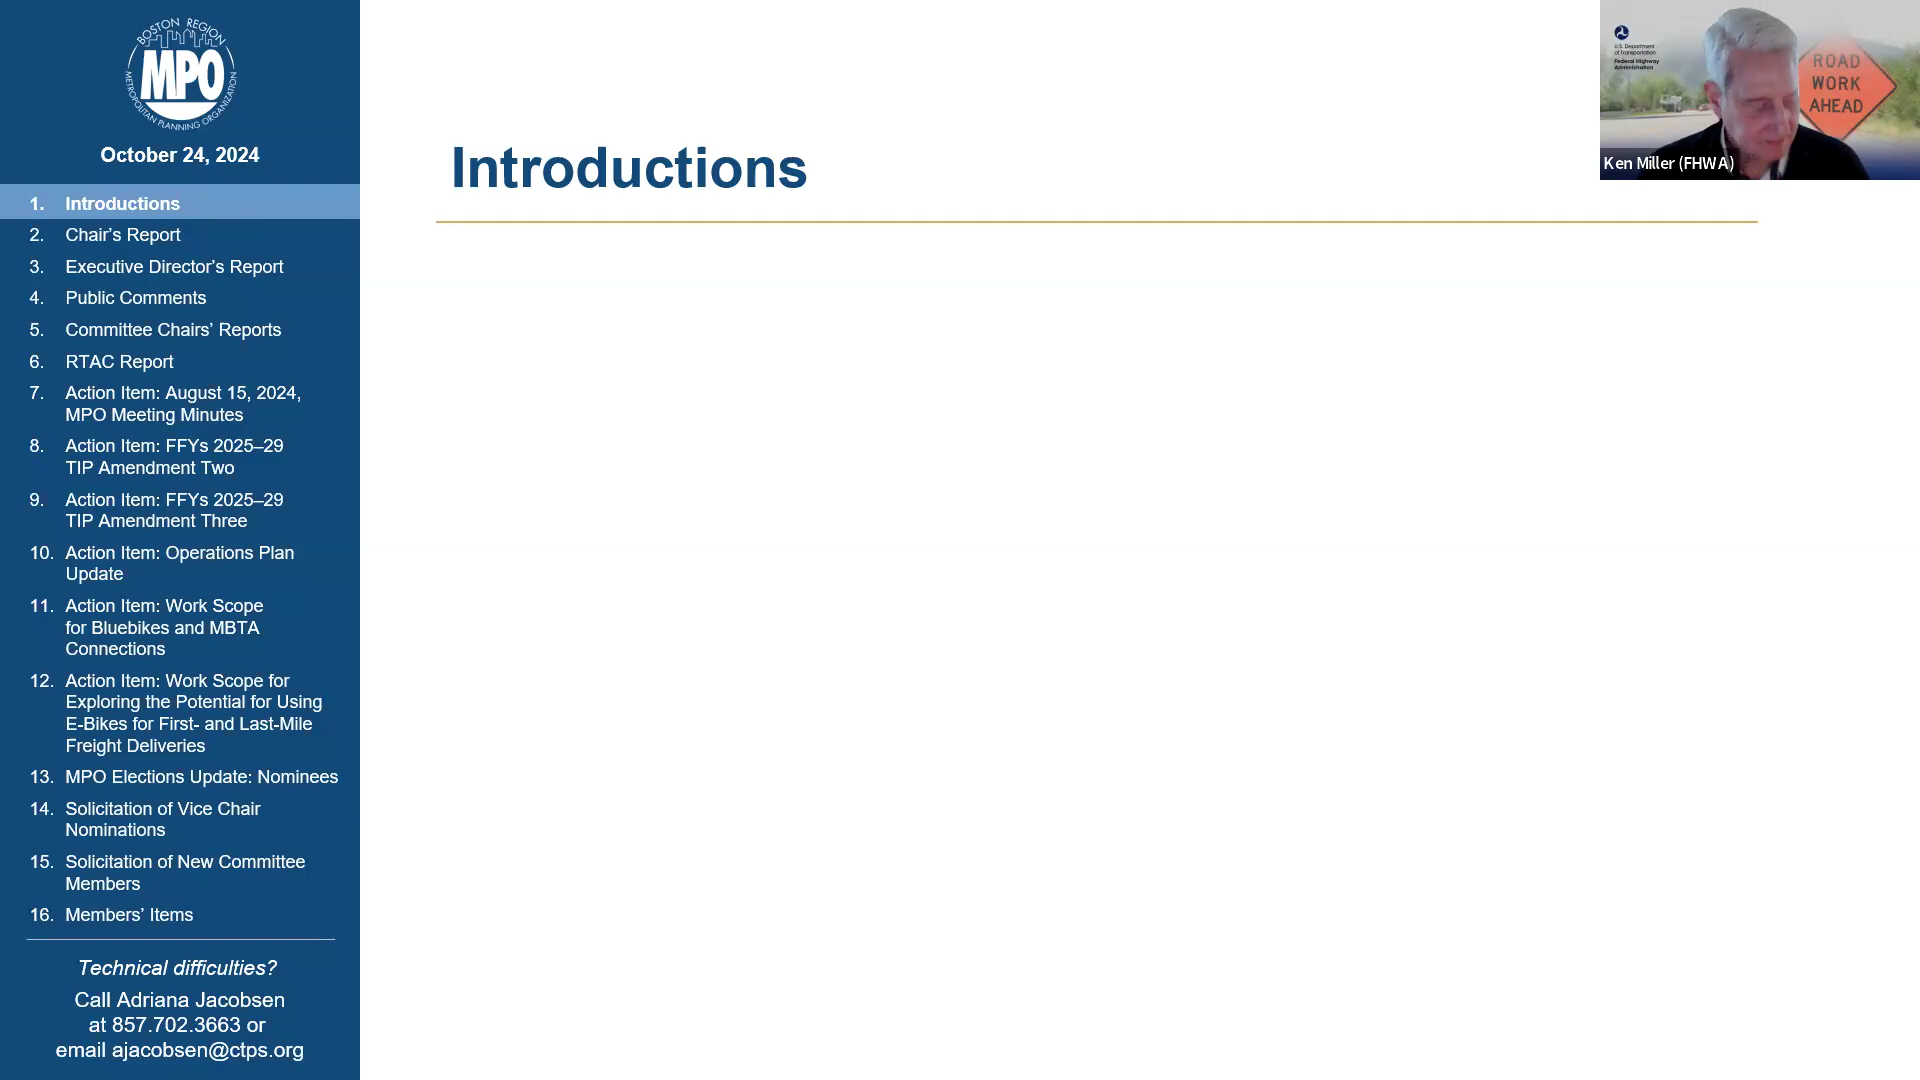 BOSTON REGION
MPO
METROPOLITAN PLANNING ORGANIZATION
October 24, 2024
1. Introductions
2. Chair’s Report
3. Executive Director’s Report
4. Public Comments
5. Committee Chairs’ Reports
6. RTAC Report
7. Action Item: August 15, 2024,
MPO Meeting Minutes
8. Action Item: FFYs 2025–29
TIP Amendment Two
9. Action Item: FFYs 2025–29
TIP Amendment Three
10. Action Item: Operations Plan
Update
11. Action Item: Work Scope
for Bluebikes and MBTA
Connections
12. Action Item: Work Scope for
Exploring the Potential for Using
E-Bikes for First- and Last-Mile
Freight Deliveries
13. MPO Elections Update: Nominees
14. Solicitation of Vice Chair
Nominations
15. Solicitation of New Committee
Members
16. Members’ Items
Technical difficulties?
Call Adriana Jacobsen
at 857.702.3663 or
email ajacobsen@ctps.org
Introductions
U.S. Department
of Transportation
Federal Highway
Administration
ROAD
WORK
AHEAD
Ken Miller (FHWA)